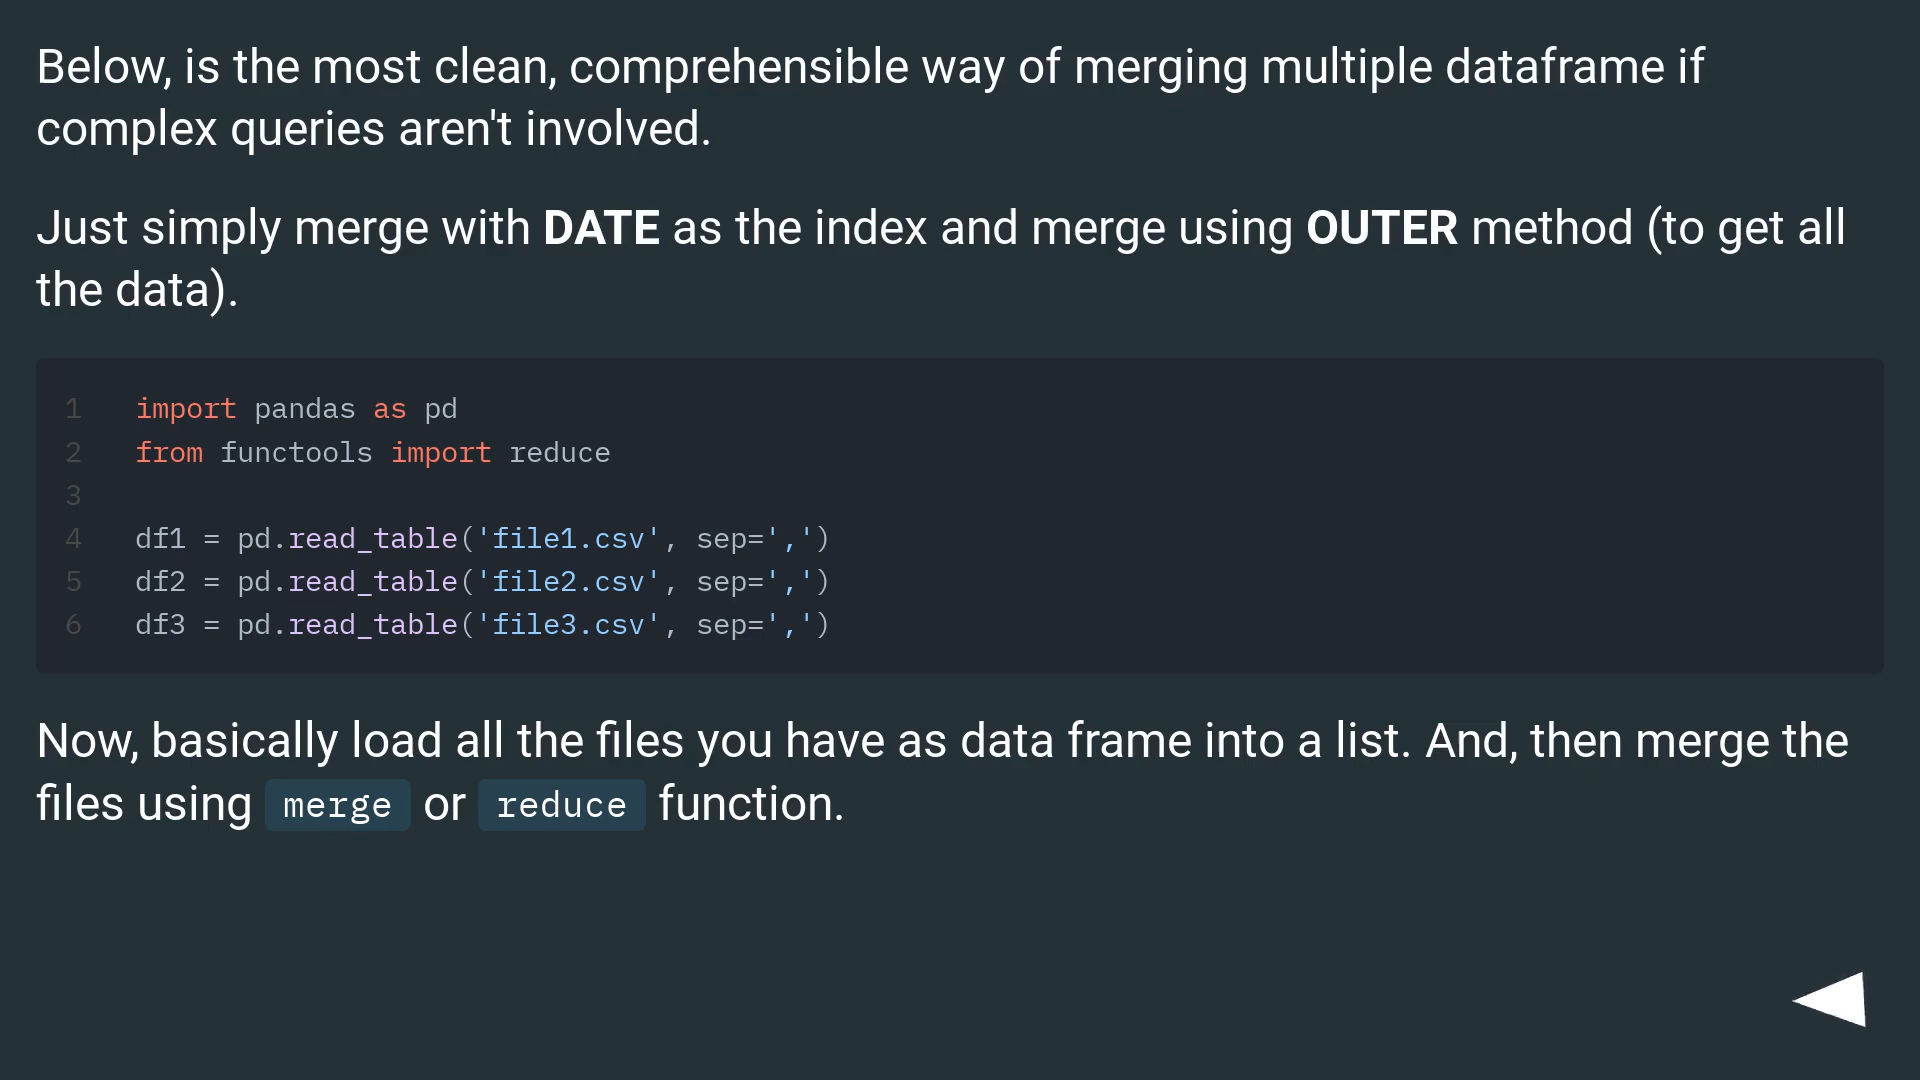 Below, is the most clean, comprehensible way of merging multiple dataframe if
complex queries aren't involved.
Just simply merge with DATE as the index and merge using OUTER method (to get all
the data).
1 import pandas as pd
2 from functools import reduce
3
4 df1 = pd.read_table('file1.csv', sep=',')
5 df2 = pd.read_table('file2.csv', sep=',')
6 df3 = pd.read_table('file3.csv', sep=',')
Now, basically load all the files you have as data frame into a list. And, then merge the
files using merge or reduce function.